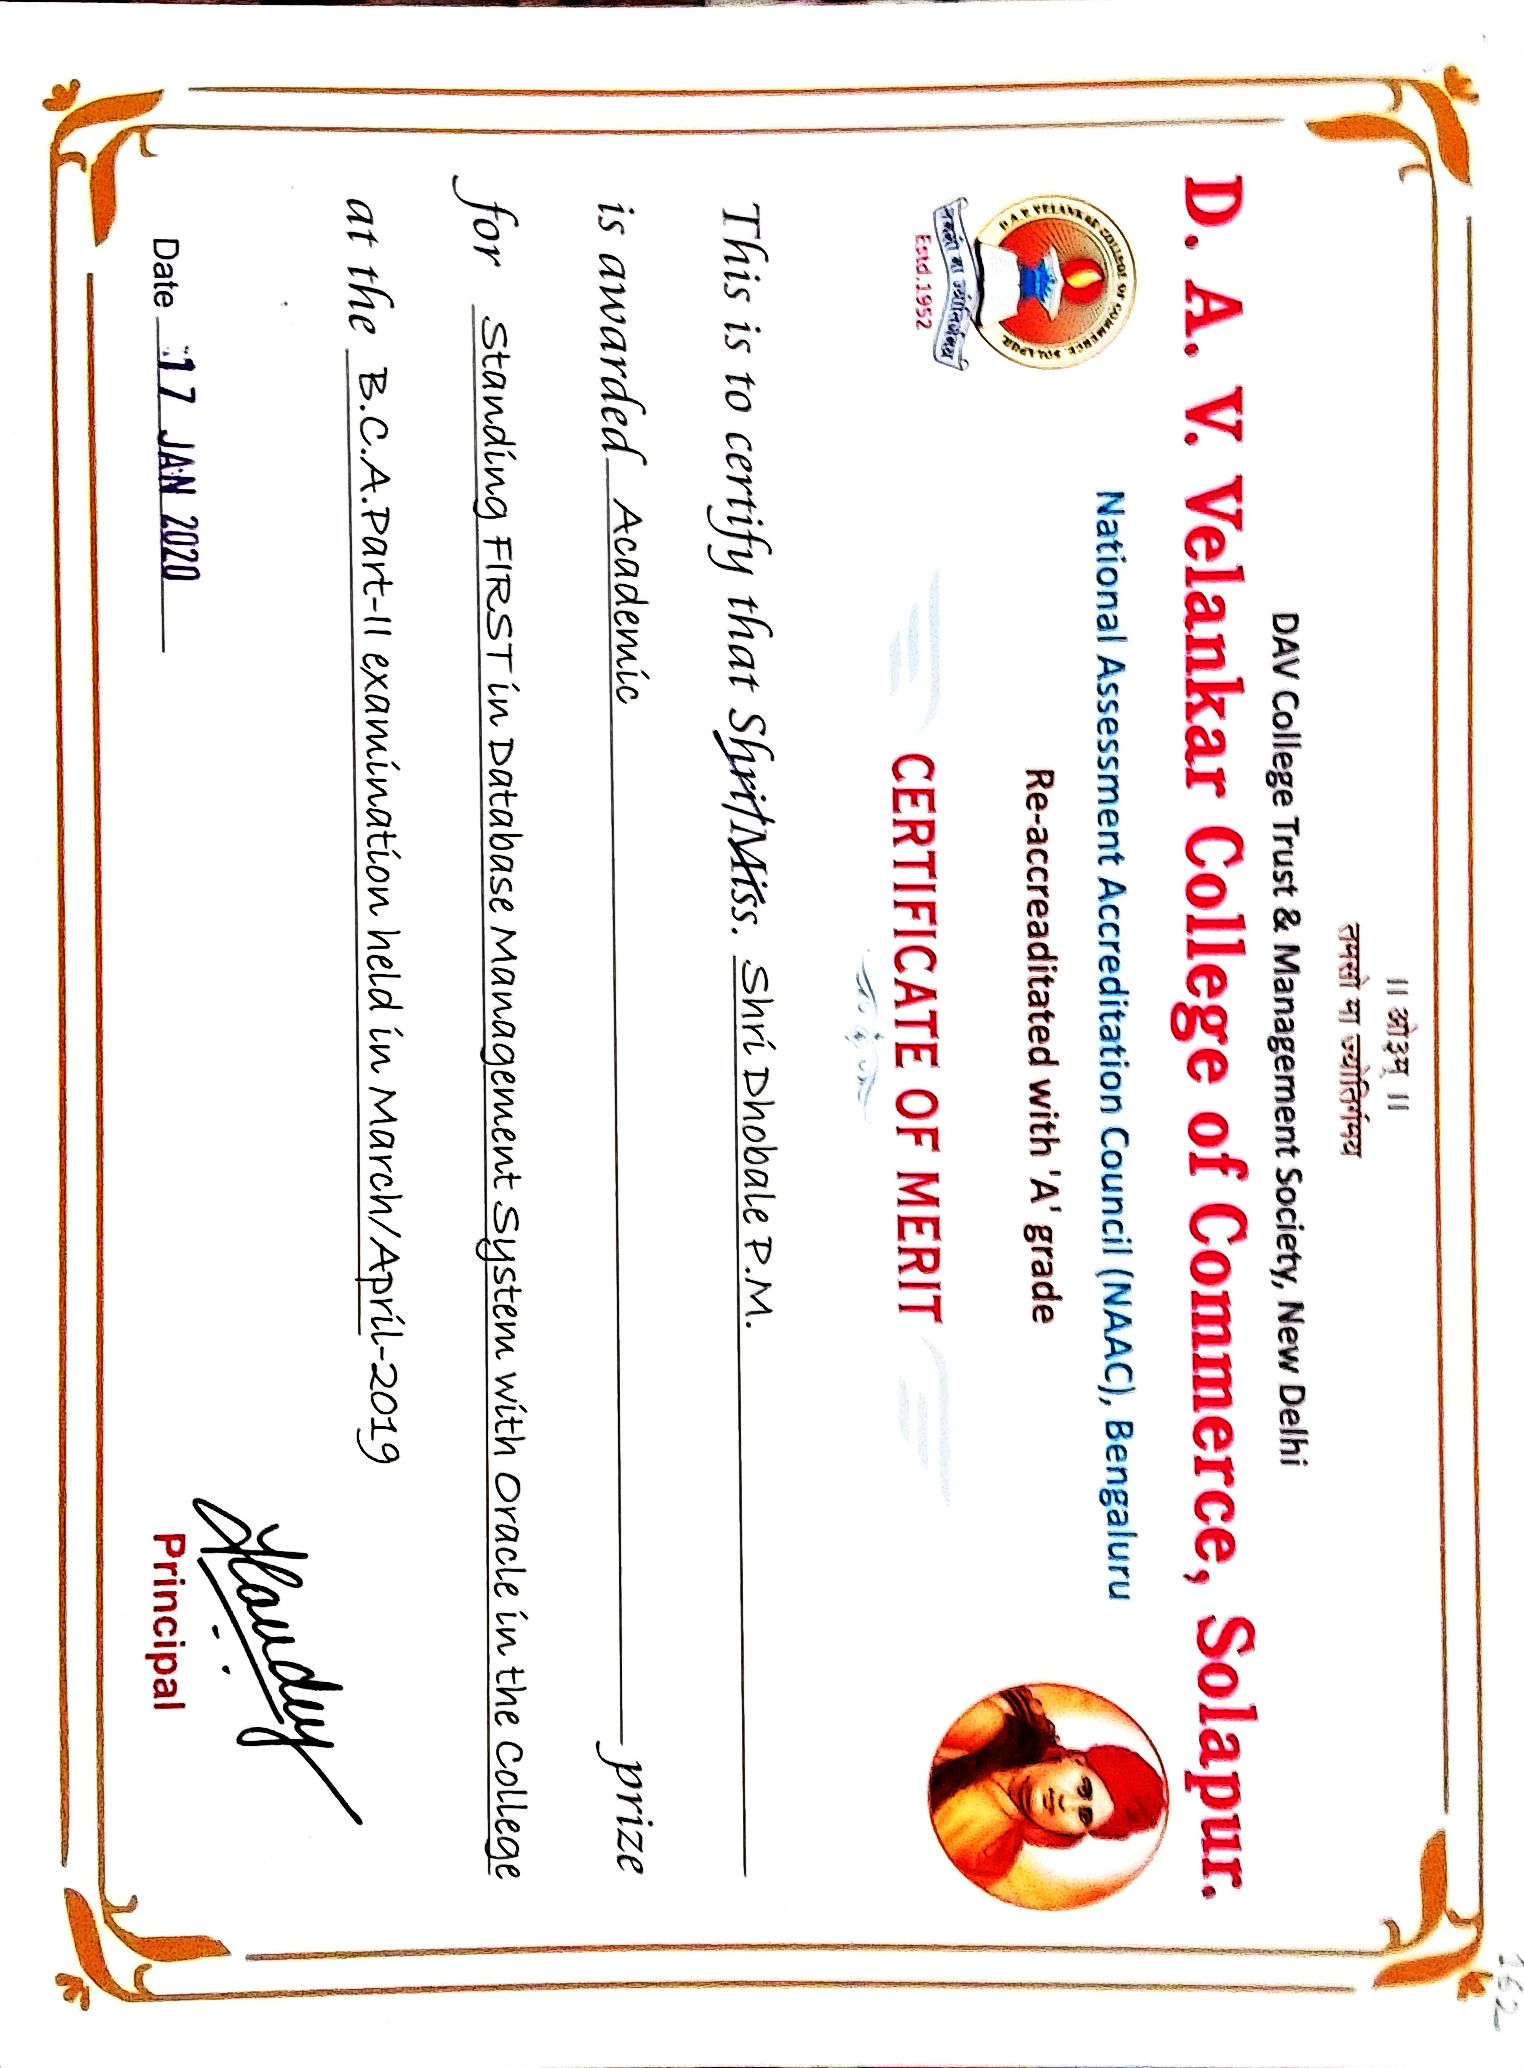 162
॥ ओ३म् ॥
तमसो मा ज्योतिर्गमय
DAV College Trust & Management Society, New Delhi
D. A. V. Velankar College of Commerce, Solapur.
D.A.V. VELANKAR COLLEGE OF COMMERCE, SOLAPUR.
तमसो मा ज्योतिर्गमय
Estd.1952
National Assessment Accreditation Council (NAAC), Bengaluru
Re-accreaditated with 'A' grade
CERTIFICATE OF MERIT
This is to certify that Shri/Miss. Shri Dhobale P.M.
is awarded Academic prize
for Standing FIRST in Database Management System with Oracle in the College
at the B.C.A.Part-II examination held in March/April-2019
Date 17 JAN 2020
Principal